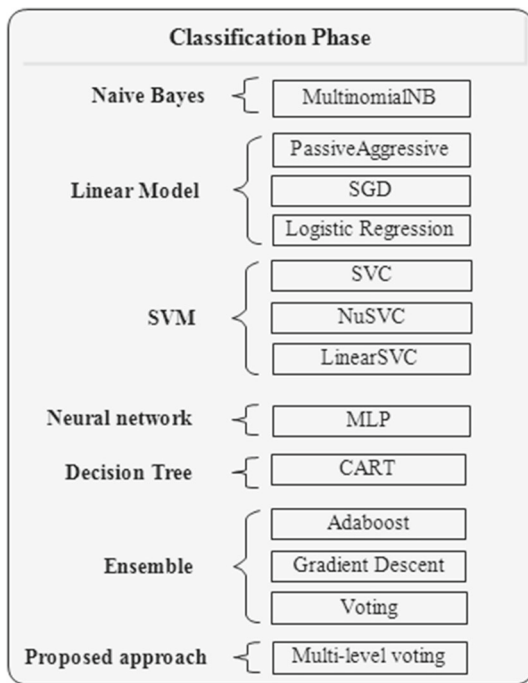 Classification Phase
Naive Bayes
MultinomialNB
Linear Model
PassiveAggressive
SGD
Logistic Regression
SVM
SVC
NuSVC
LinearSVC
Neural network
MLP
Decision Tree
CART
Ensemble
Adaboost
Gradient Descent
Voting
Proposed approach
Multi-level voting